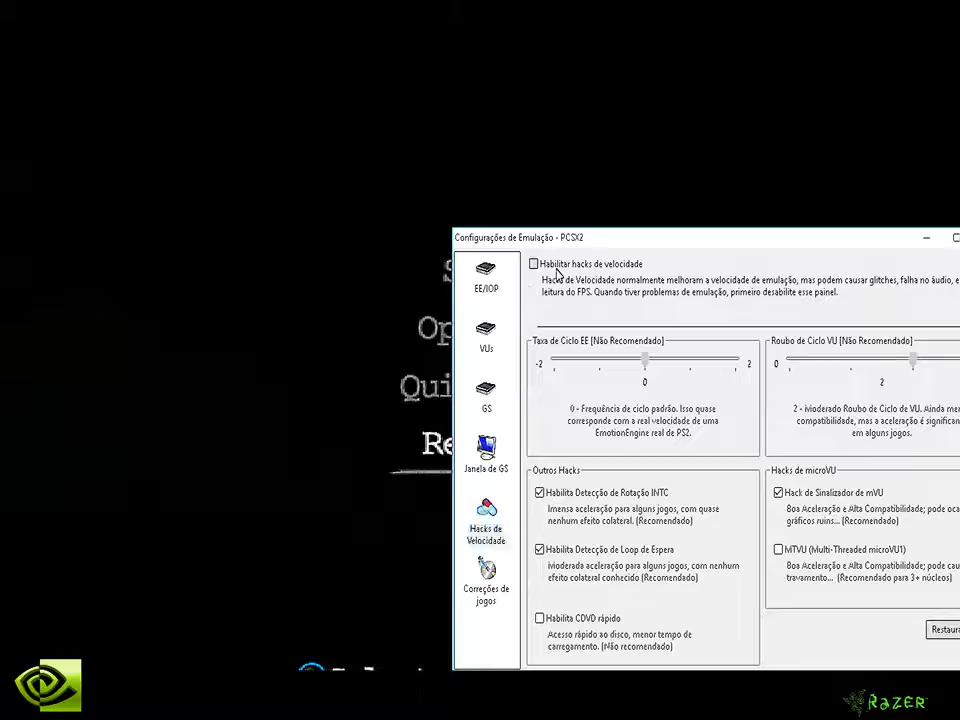 Configurações de Emulação - PCSX2
Habilitar hacks de velocidade
Hacks de Velocidade normalmente melhoram a velocidade de emulação, mas podem causar glitches, falha no áudio, e
leitura do FPS. Quando tiver problemas de emulação, primeiro desabilite esse painel.
EE/IOP
VUs
GS
Janela de GS
Hacks de
Velocidade
Correções de
jogos
Taxa de Ciclo EE [Não Recomendado]
-2
2
0
0 - Frequência de ciclo padrão. Isso quase
corresponde com a real velocidade de uma
EmotionEngine real de PS2.
Roubo de Ciclo VU [Não Recomendado]
0
2
2 - Moderado Roubo de Ciclo de VU. Ainda
compatibilidade, mas a aceleração é
em alguns jogos.
Outros Hacks
Habilita Detecção de Rotação INTC
Imensa aceleração para alguns jogos, com quase
nenhum efeito colateral. (Recomendado)
Habilita Detecção de Loop de Espera
Moderada aceleração para alguns jogos, com nenhum
efeito colateral conhecido (Recomendado)
Habilita CDVD rápido
Acesso rápido ao disco, menor tempo de
carregamento. (Não recomendado)
Hacks de microVU
Hack de Sinalizador de mVU
Boa Aceleração e Alta Compatibilidade; pode
gráficos ruins... (Recomendado)
MTVU (Multi-Threaded microVU1)
Boa Aceleração e Alta Compatibilidade; pode
travamento... (Recomendado para 3+ núcleos)
Restaura
Op
Qui
Re
RAZER